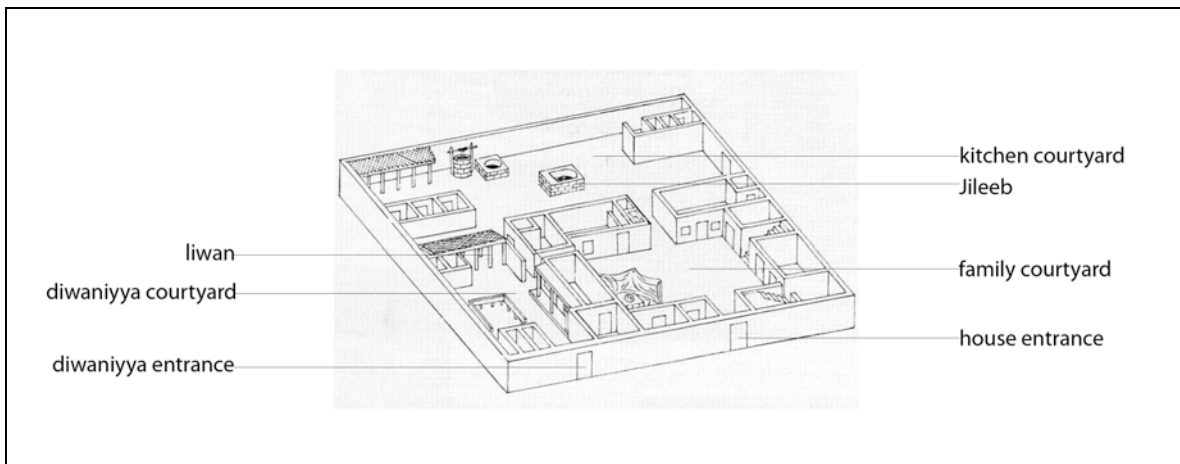 kitchen courtyard
Jileeb
liwan
family courtyard
diwaniyya courtyard
house entrance
diwaniyya entrance